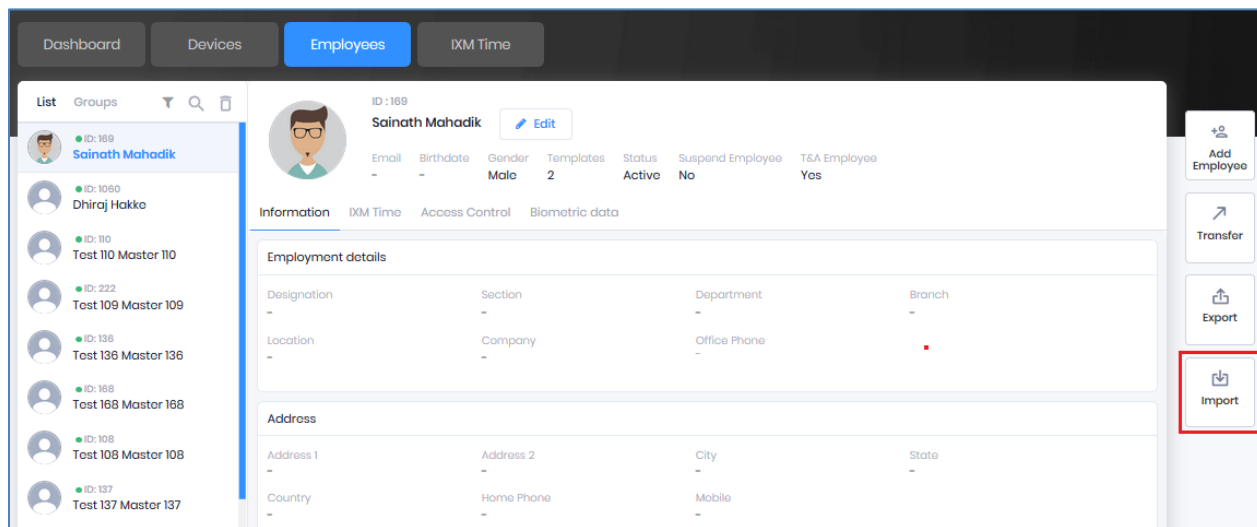 Dashboard Devices Employees IXM Time
List Groups
ID: 169
Sainath Mahadik
ID: 1060
Dhiraj Hakke
ID: 110
Test 110 Master 110
ID: 222
Test 109 Master 109
ID: 136
Test 136 Master 136
ID: 168
Test 168 Master 168
ID: 108
Test 108 Master 108
ID: 137
Test 137 Master 137
ID : 169
Sainath Mahadik Edit
Email Birthdate Gender Templates Status Suspend Employee T&A Employee
- - Male 2 Active No Yes
Information IXM Time Access Control Biometric data
Employment details
Designation Section Department Branch
- - - -
Location Company Office Phone
- - -
Address
Address 1 Address 2 City State
- - - -
Country Home Phone Mobile
- - -
Add
Employee
Transfer
Export
Import